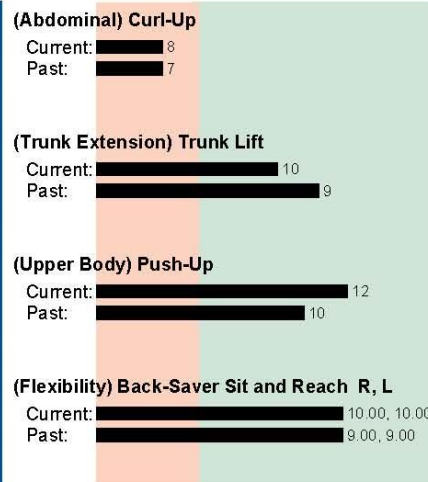 (Abdominal) Curl-Up
Current: 8
Past: 7
(Trunk Extension) Trunk Lift
Current: 10
Past: 9
(Upper Body) Push-Up
Current: 12
Past: 10
(Flexibility) Back-Saver Sit and Reach R, L
Current: 10.00, 10.00
Past: 9.00, 9.00